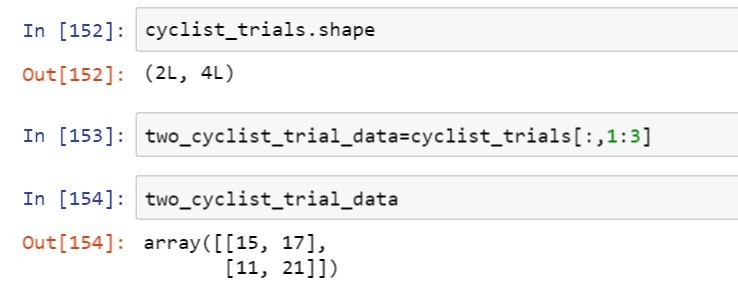 In [152]: cyclist_trials.shape
Out[152]: (2L, 4L)
In [153]: two_cyclist_trial_data=cyclist_trials[:,1:3]
In [154]: two_cyclist_trial_data
Out[154]: array([[15, 17],
       [11, 21]])